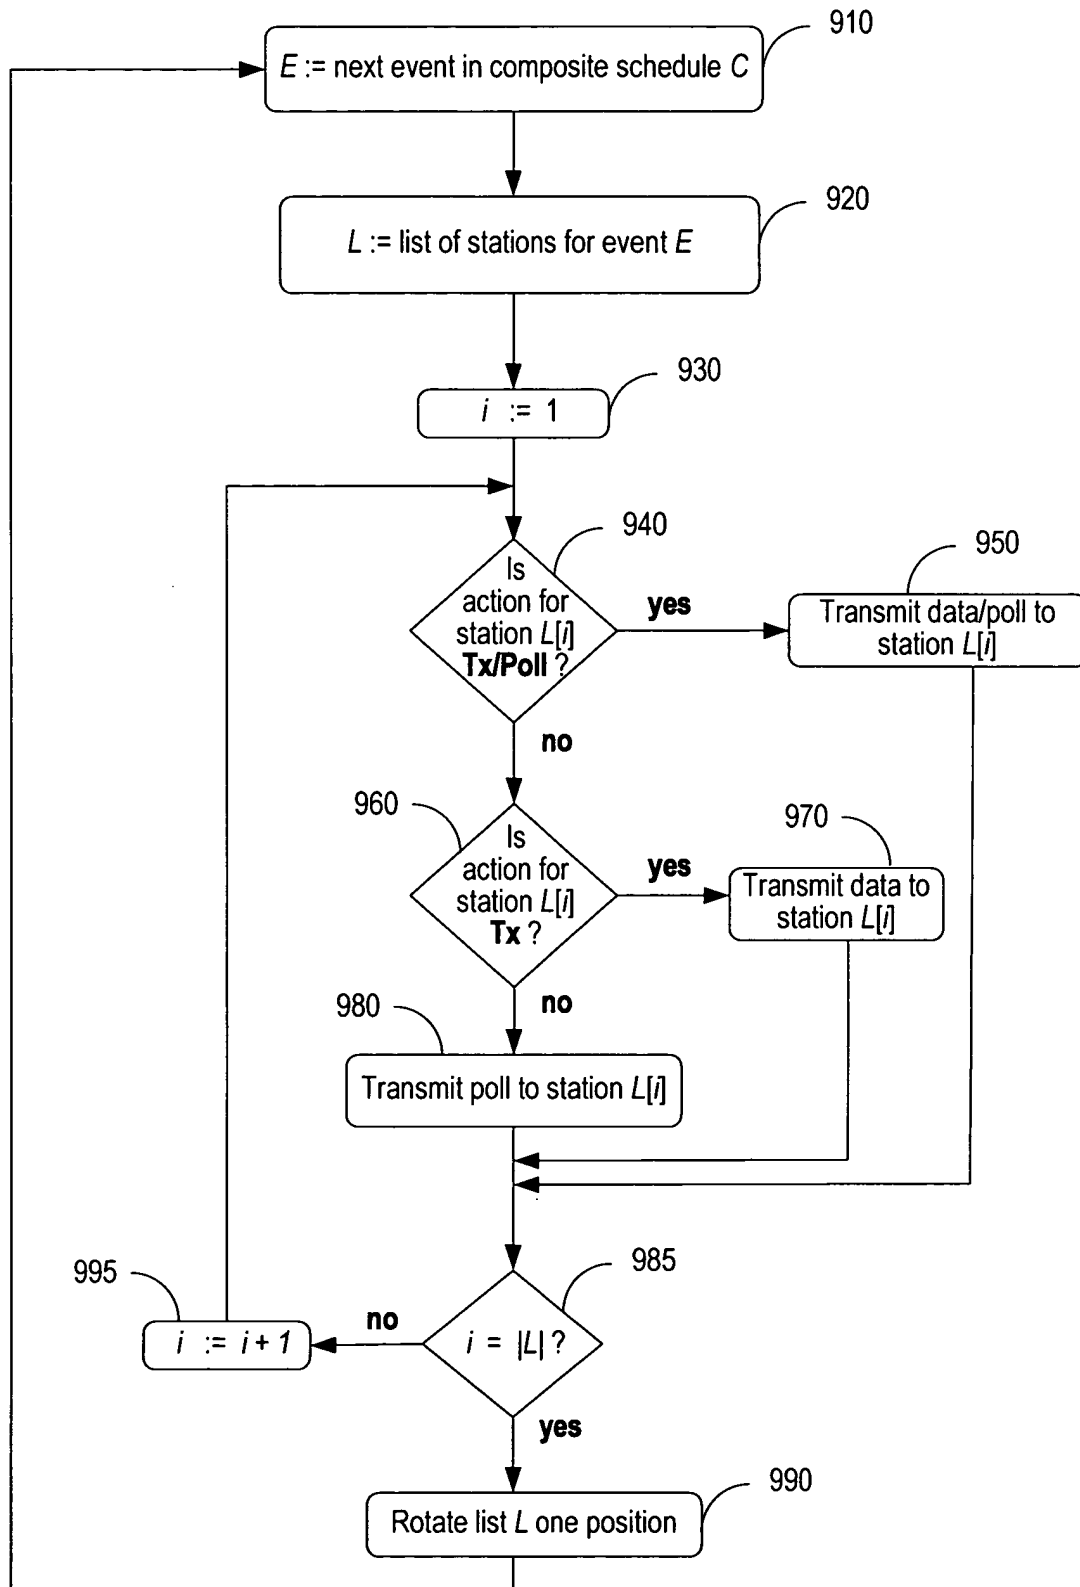 910
E := next event in composite schedule C
920
L := list of stations for event E
930
i := 1
940
Is
action for
station L[i]
Tx/Poll ?
yes
950
Transmit data/poll to
station L[i]
no
960
Is
action for
station L[i]
Tx ?
yes
970
Transmit data to
station L[i]
no
980
Transmit poll to station L[i]
985
i = |L| ?
no
995
i := i + 1
yes
990
Rotate list L one position